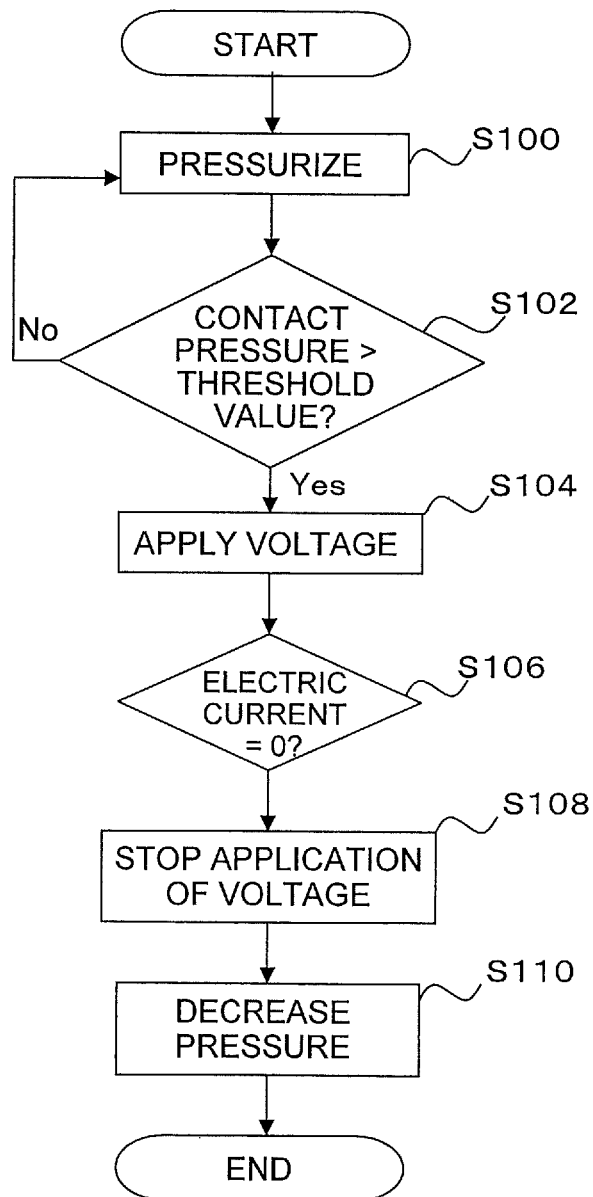 START
PRESSURIZE
S100
No
CONTACT
PRESSURE >
THRESHOLD
VALUE?
S102
Yes
APPLY VOLTAGE
S104
ELECTRIC
CURRENT
= 0?
S106
STOP APPLICATION
OF VOLTAGE
S108
DECREASE
PRESSURE
S110
END